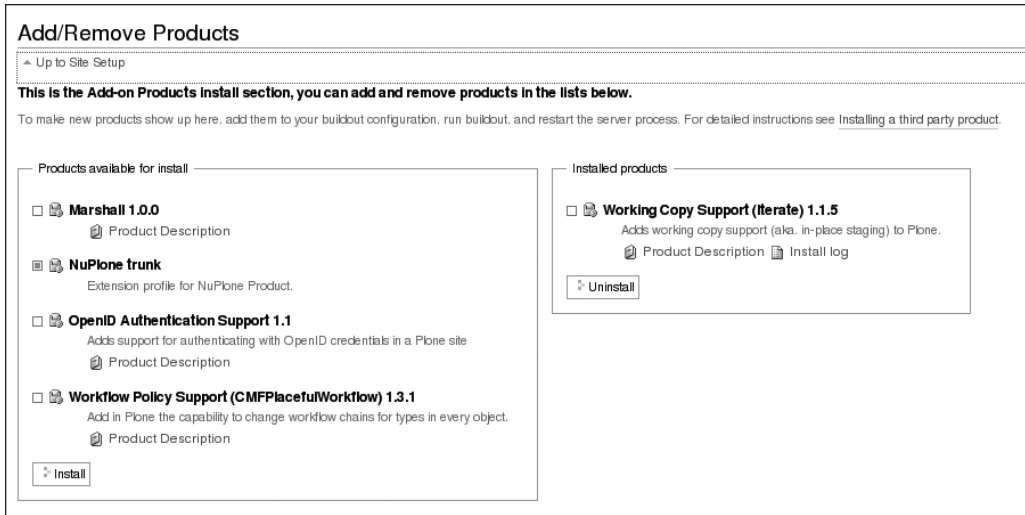 Add/Remove Products
Up to Site Setup
This is the Add-on Products install section, you can add and remove products in the lists below.
To make new products show up here, add them to your buildout configuration, run buildout, and restart the server process. For detailed instructions see Installing a third party product.
Products available for install
Marshall 1.0.0
Product Description
NuPlone trunk
Extension profile for NuPlone Product.
OpenID Authentication Support 1.1
Adds support for authenticating with OpenID credentials in a Plone site
Product Description
Workflow Policy Support (CMFPlacefulWorkflow) 1.3.1
Add in Plone the capability to change workflow chains for types in every object.
Product Description
Install
Installed products
Working Copy Support (Iterate) 1.1.5
Adds working copy support (aka. in-place staging) to Plone.
Product Description Install log
Uninstall